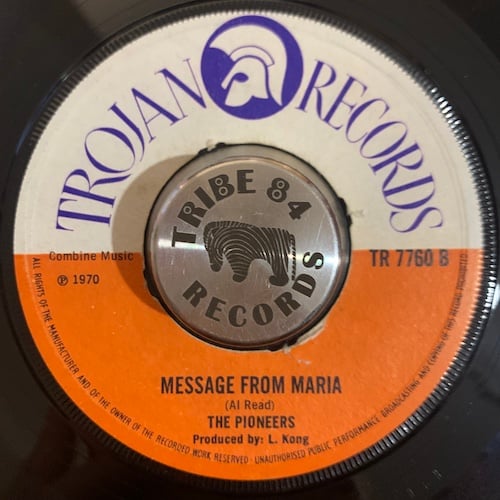 TROJAN RECORDS
TRIBE 84
RECORDS
Combine Music
℗ 1970
TR 7760 B
MESSAGE FROM MARIA
(Al Read)
THE PIONEERS
Produced by: L. Kong
ALL RIGHTS OF THE MANUFACTURER AND OF THE OWNER OF THE RECORDED WORK RESERVED · UNAUTHORISED PUBLIC PERFORMANCE BROADCASTING AND COPYING OF THIS RECORD PROHIBITED